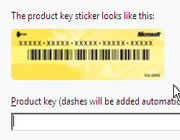 The product key sticker looks like this:
Microsoft
XXXXX-XXXXX-XXXXX-XXXXX-XXXXX
Product key (dashes will be added automatic